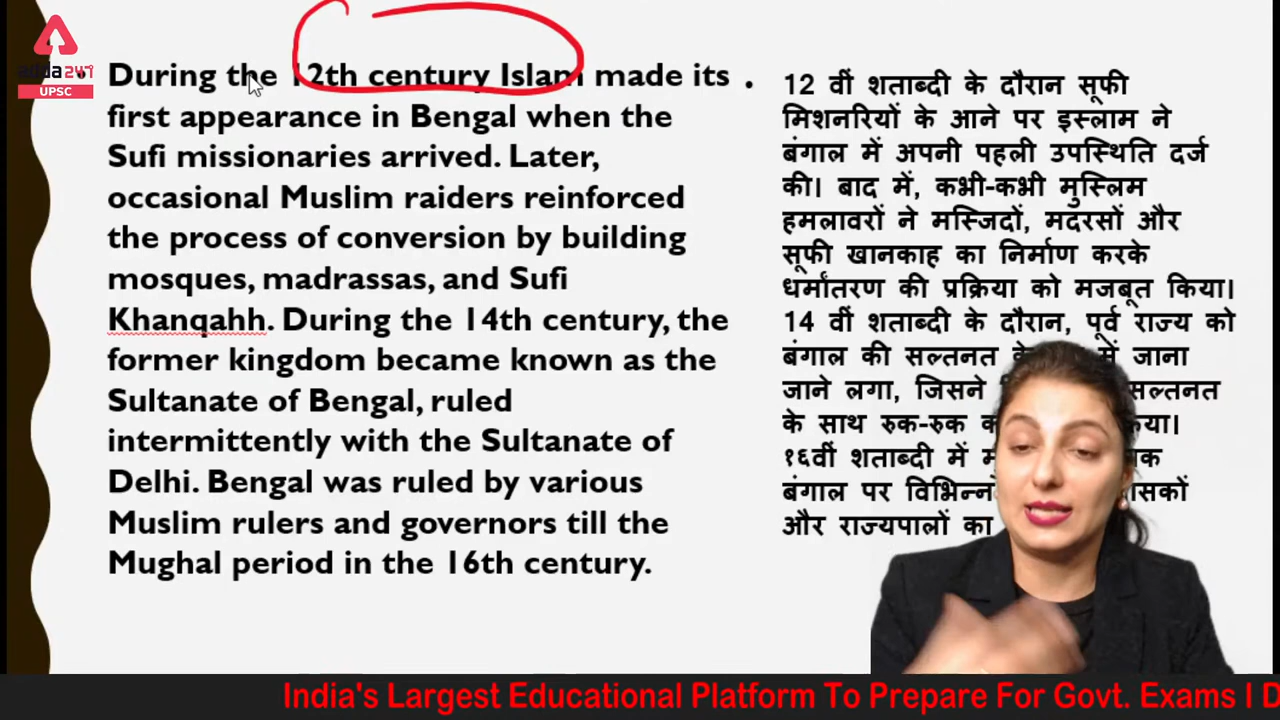 adda247
UPSC
• During the 12th century Islam made its
first appearance in Bengal when the
Sufi missionaries arrived. Later,
occasional Muslim raiders reinforced
the process of conversion by building
mosques, madrassas, and Sufi
Khanqahh. During the 14th century, the
former kingdom became known as the
Sultanate of Bengal, ruled
intermittently with the Sultanate of
Delhi. Bengal was ruled by various
Muslim rulers and governors till the
Mughal period in the 16th century.
• 12 वीं शताब्दी के दौरान सूफी
मिशनरियों के आने पर इस्लाम ने
बंगाल में अपनी पहली उपस्थिति दर्ज
की। बाद में, कभी-कभी मुस्लिम
हमलावरों ने मस्जिदों, मदरसों और
सूफी खानकाह का निर्माण करके
धर्मांतरण की प्रक्रिया को मजबूत किया।
14 वीं शताब्दी के दौरान, पूर्व राज्य को
बंगाल की सल्तनत में जाना
जाने लगा, जिसने सल्तनत
के साथ रुक-रुक
१६वीं शताब्दी में
बंगाल पर
और राज्यपालों का
India's Largest Educational Platform To Prepare For Govt. Exams I